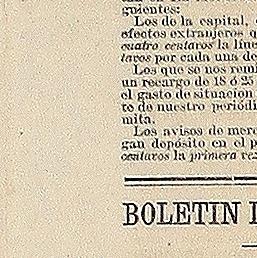 guientes:
Los de la capital,
efectos extranjeros q
cuatro centavos la líne
tavos por cada una de
Los que se nos remi
un recargo de 18 ó 25
el gasto de situacion
te de nuestro periódi
mita.
Los avisos de merc
gan depósito en el p
centavos la primera vez
BOLETIN